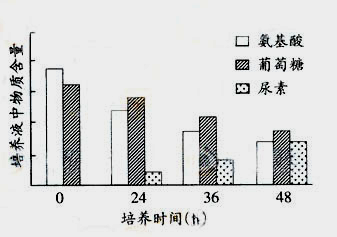 培养液中物质含量
氨基酸
葡萄糖
尿素
0 24 36 48
培养时间(h)